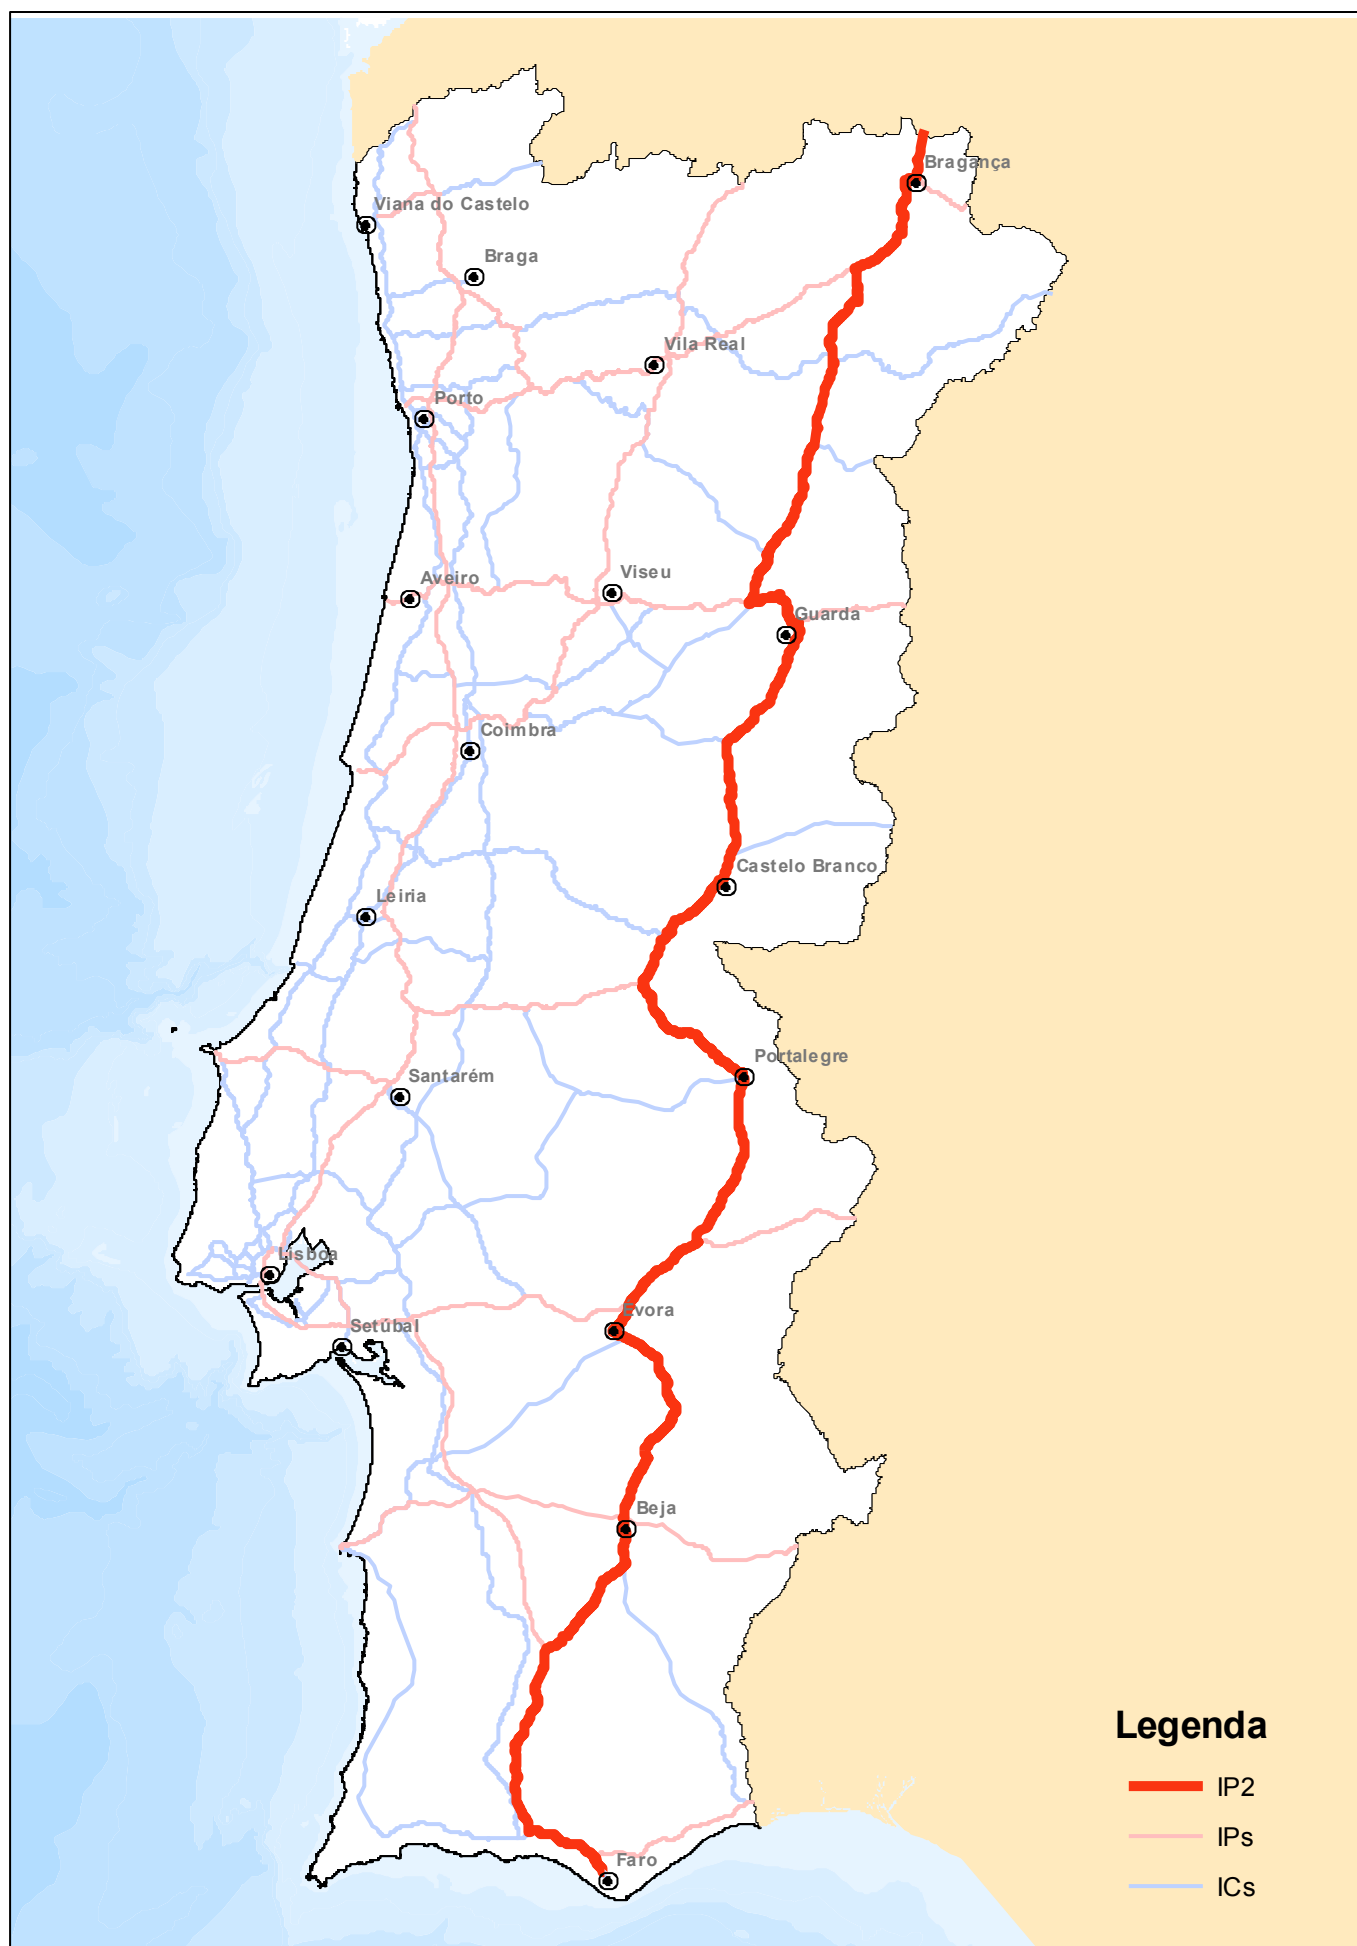 Bragança
Viana do Castelo
Braga
Vila Real
Porto
Aveiro
Viseu
Guarda
Coimbra
Castelo Branco
Leiria
Portalegre
Santarém
Lisboa
Setúbal
Evora
Beja
Faro
Legenda
IP2
IPs
ICs